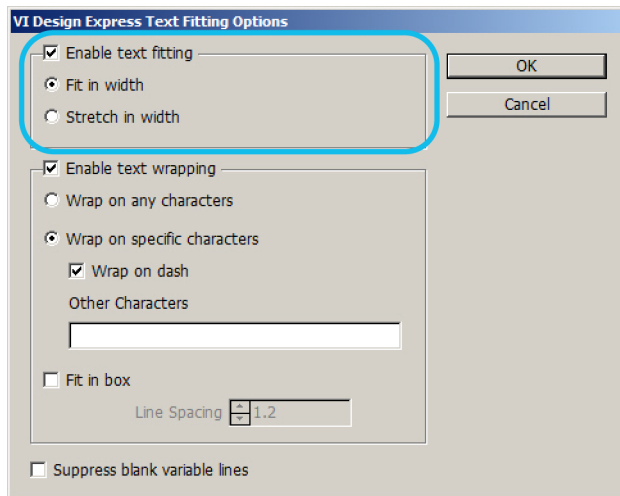 VI Design Express Text Fitting Options
Enable text fitting
Fit in width
Stretch in width
OK
Cancel
Enable text wrapping
Wrap on any characters
Wrap on specific characters
Wrap on dash
Other Characters
Fit in box
Line Spacing 1.2
Suppress blank variable lines